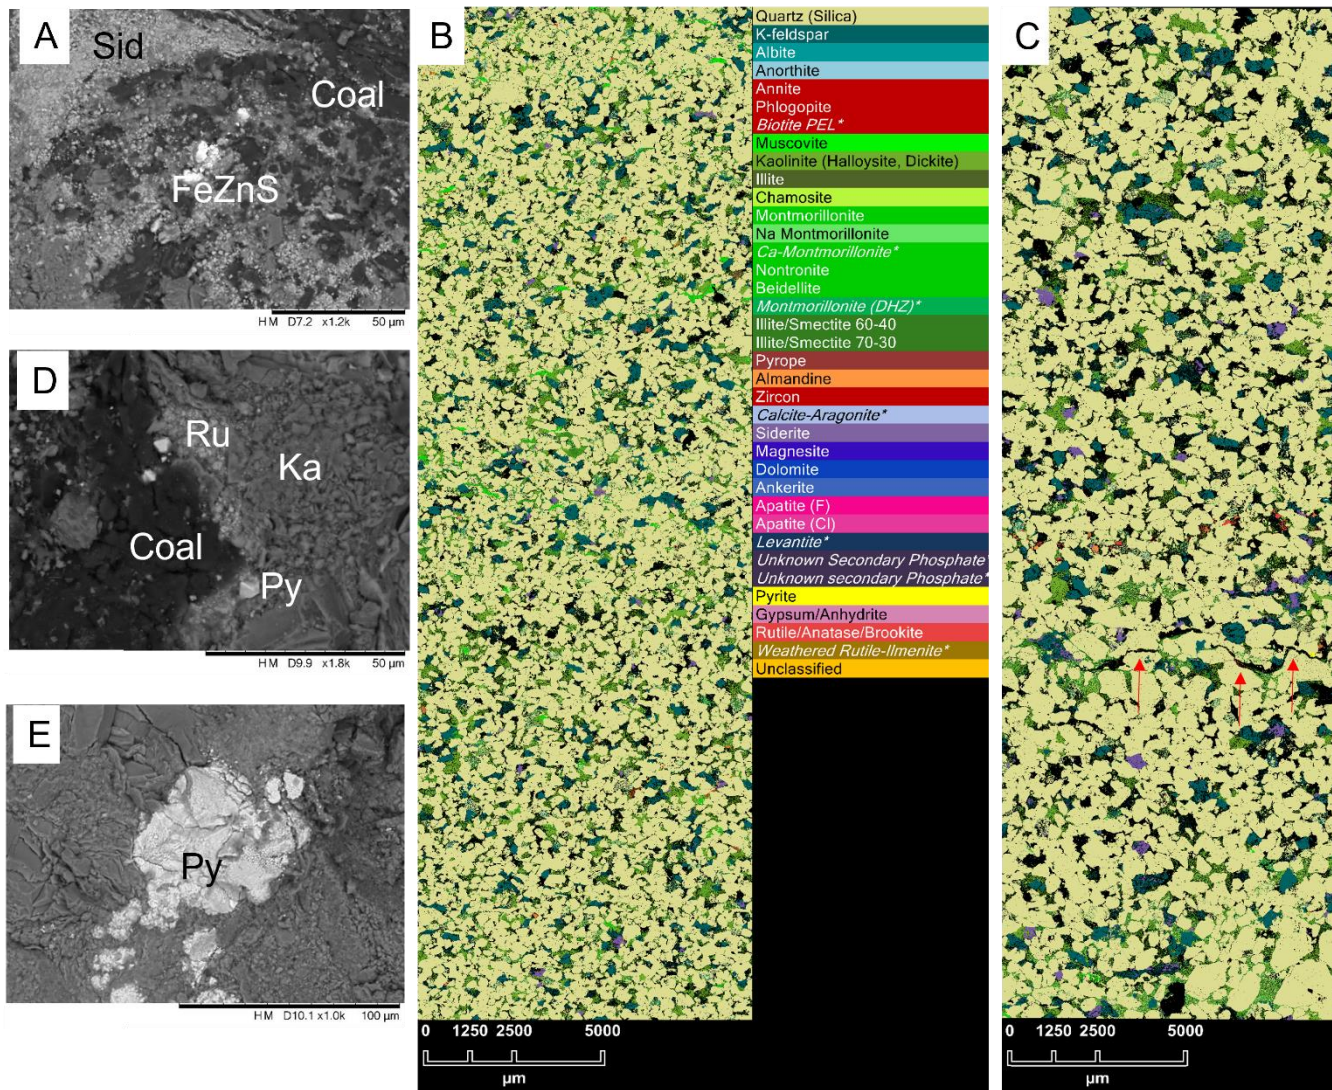 A
Sid
Coal
FeZnS
HM D7.2 x1.2k 50 µm
D
Ru
Ka
Coal
Py
HM D9.9 x1.8k 50 µm
E
Py
HM D10.1 x1.0k 100 µm
B
0 1250 2500 5000
µm
Quartz (Silica)
K-feldspar
Albite
Anorthite
Annite
Phlogopite
Biotite PEL*
Muscovite
Kaolinite (Halloysite, Dickite)
Illite
Chamosite
Montmorillonite
Na Montmorillonite
Ca-Montmorillonite*
Nontronite
Beidellite
Montmorillonite (DHZ)*
Illite/Smectite 60-40
Illite/Smectite 70-30
Pyrope
Almandine
Zircon
Calcite-Aragonite*
Siderite
Magnesite
Dolomite
Ankerite
Apatite (F)
Apatite (Cl)
Levantite*
Unknown Secondary Phosphate*
Unknown secondary Phosphate*
Pyrite
Gypsum/Anhydrite
Rutile/Anatase/Brookite
Weathered Rutile-Ilmenite*
Unclassified
C
0 1250 2500 5000
µm